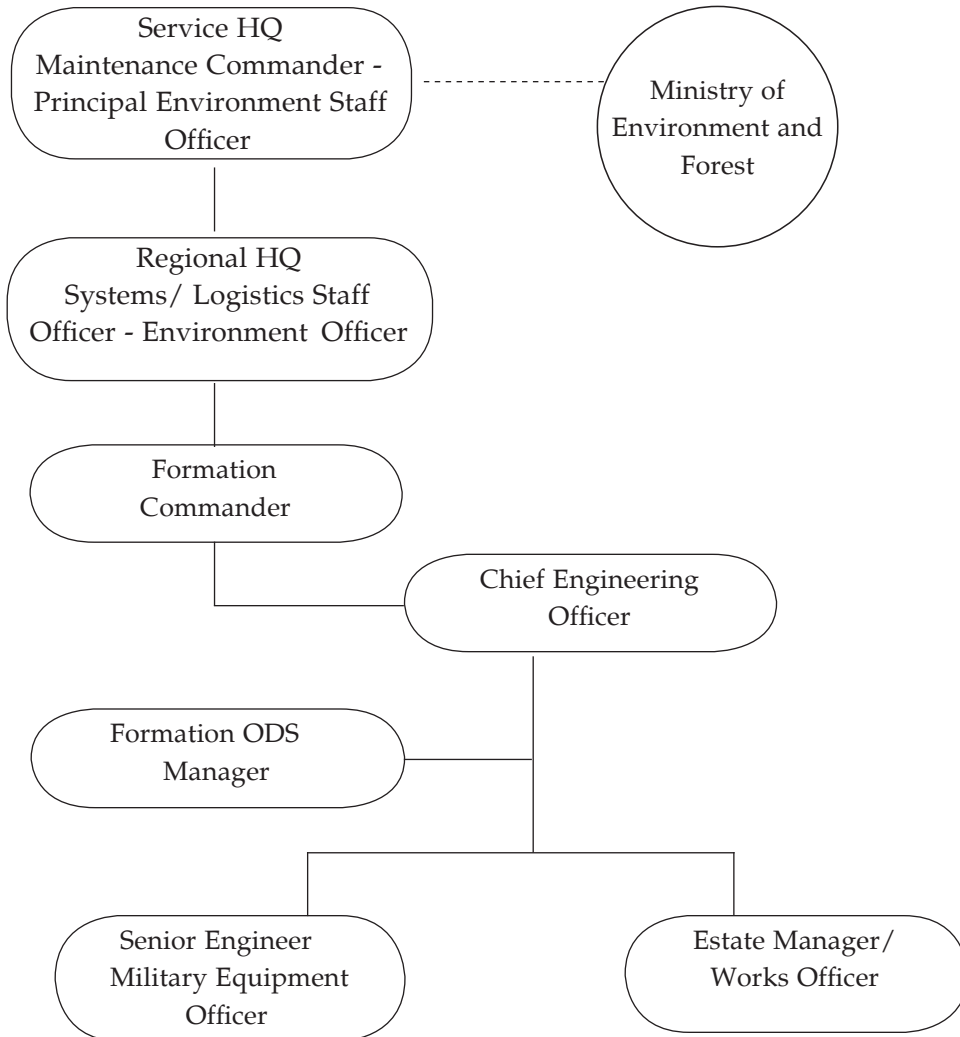 Service HQ
Maintenance Commander -
Principal Environment Staff
Officer
Ministry of
Environment and
Forest
Regional HQ
Systems/ Logistics Staff
Officer - Environment Officer
Formation
Commander
Chief Engineering
Officer
Formation ODS
Manager
Senior Engineer
Military Equipment
Officer
Estate Manager/
Works Officer